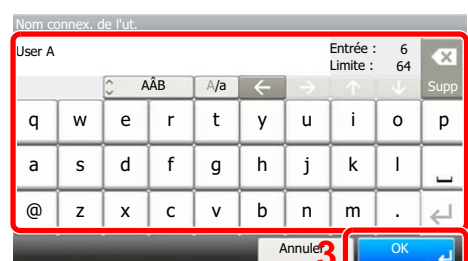 Nom connex. de l'ut.
User A Entrée : 6
Limite : 64
AÂB A/a Supp
q w e r t y u i o p
a s d f g h j k l
@ z x c v b n m .
Annuler 3 OK